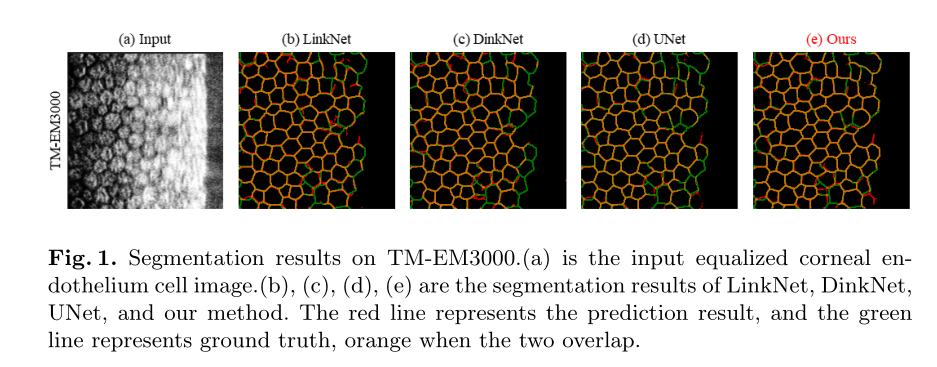 (a) Input (b) LinkNet (c) DinkNet (d) UNet (e) Ours
TM-EM3000
Fig. 1. Segmentation results on TM-EM3000.(a) is the input equalized corneal en-
dothelium cell image.(b), (c), (d), (e) are the segmentation results of LinkNet, DinkNet,
UNet, and our method. The red line represents the prediction result, and the green
line represents ground truth, orange when the two overlap.